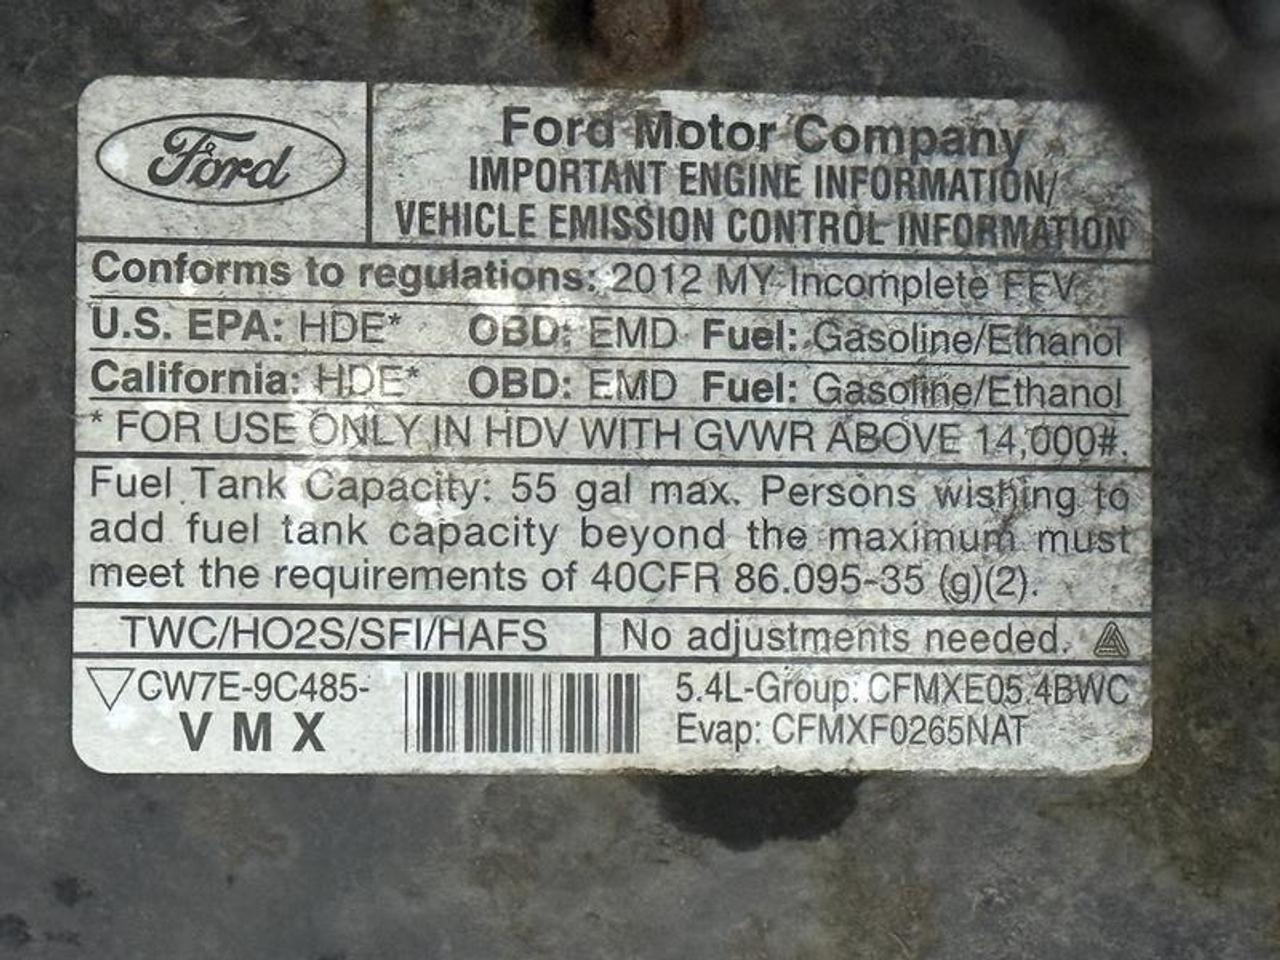 Ford
Ford Motor Company
IMPORTANT ENGINE INFORMATION/
VEHICLE EMISSION CONTROL INFORMATION
Conforms to regulations: 2012 MY Incomplete FFV
U.S. EPA: HDE* OBD: EMD Fuel: Gasoline/Ethanol
California: HDE* OBD: EMD Fuel: Gasoline/Ethanol
* FOR USE ONLY IN HDV WITH GVWR ABOVE 14,000#.
Fuel Tank Capacity: 55 gal max. Persons wishing to
add fuel tank capacity beyond the maximum must
meet the requirements of 40CFR 86.095-35 (g)(2).
TWC/HO2S/SFI/HAFS
No adjustments needed.
CW7E-9C485-
V M X
5.4L-Group: CFMXE05.4BWC
Evap: CFMXF0265NAT